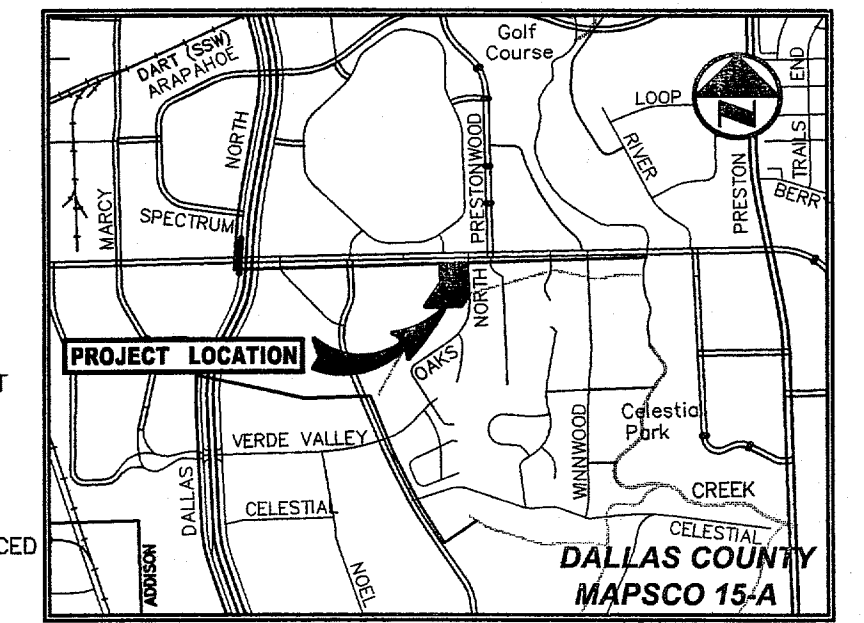 Golf
Course
DART (SSW)
ARAPAHOE
NORTH
MARCY
SPECTRUM
PRESTONWOOD
LOOP
RIVER
PRESTON
TRAILS END
BERR
N
NORTH
PROJECT LOCATION
OAKS
T
VERDE VALLEY
DALLAS
CELESTIAL
NOEL
WINNWOOD
Celestial
Park
CREEK
CELESTIAL
CED
ADDISON
DALLAS COUNTY
MAPSCO 15-A